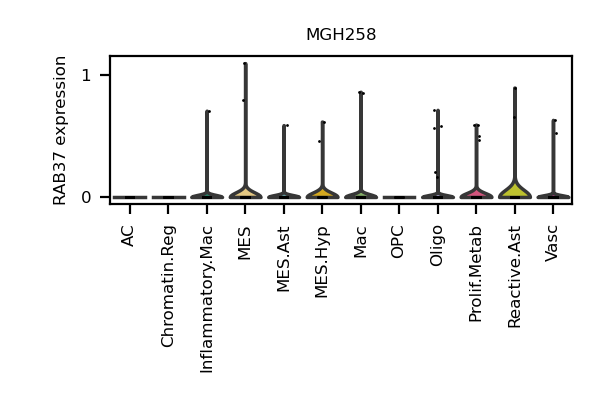 MGH258
RAB37 expression
1
0
AC
Chromatin.Reg
Inflammatory.Mac
MES
MES.Ast
MES.Hyp
Mac
OPC
Oligo
Prolif.Metab
Reactive.Ast
Vasc